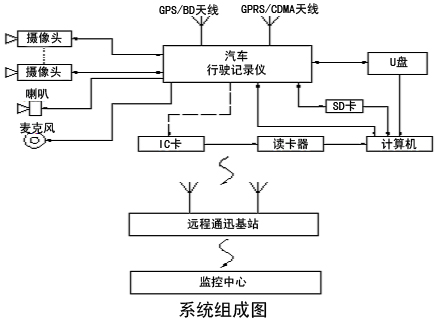 GPS/BD天线
GPRS/CDMA天线
摄像头
汽车
行驶记录仪
U盘
摄像头
喇叭
SD卡
麦克风
IC卡
读卡器
计算机
远程通迅基站
监控中心
系统组成图